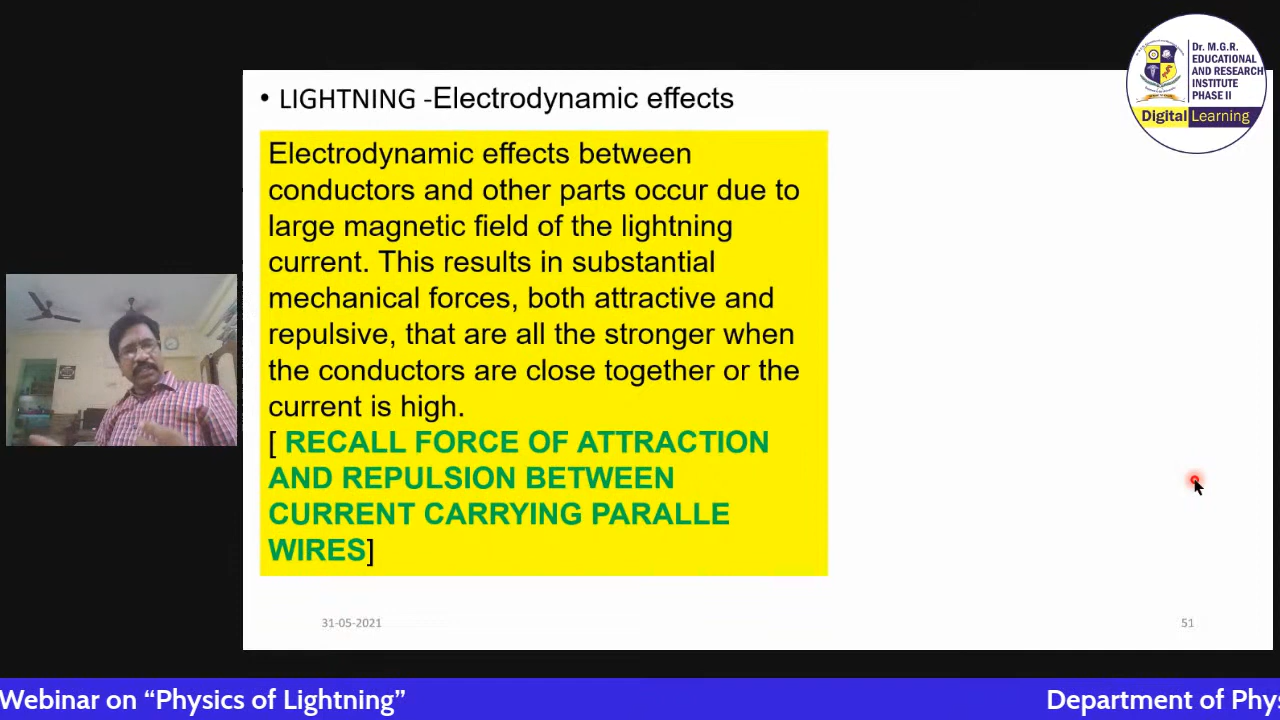 Dr. M.G.R.
EDUCATIONAL
AND RESEARCH
INSTITUTE
PHASE II
Digital Learning
• LIGHTNING -Electrodynamic effects
Electrodynamic effects between
conductors and other parts occur due to
large magnetic field of the lightning
current. This results in substantial
mechanical forces, both attractive and
repulsive, that are all the stronger when
the conductors are close together or the
current is high.
[ RECALL FORCE OF ATTRACTION
AND REPULSION BETWEEN
CURRENT CARRYING PARALLE
WIRES]
31-05-2021
51
Webinar on “Physics of Lightning”
Department of Phys